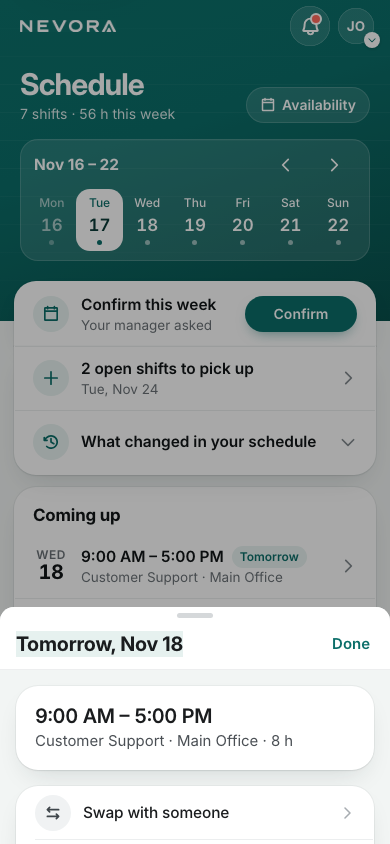 NEVORA
JO
Schedule
7 shifts · 56 h this week
Availability
Nov 16 – 22
Mon Tue Wed Thu Fri Sat Sun
16 17 18 19 20 21 22
Confirm this week
Your manager asked
Confirm
2 open shifts to pick up
Tue, Nov 24
What changed in your schedule
Coming up
WED
18
9:00 AM – 5:00 PM Tomorrow
Customer Support · Main Office
Tomorrow, Nov 18
Done
9:00 AM – 5:00 PM
Customer Support · Main Office · 8 h
Swap with someone